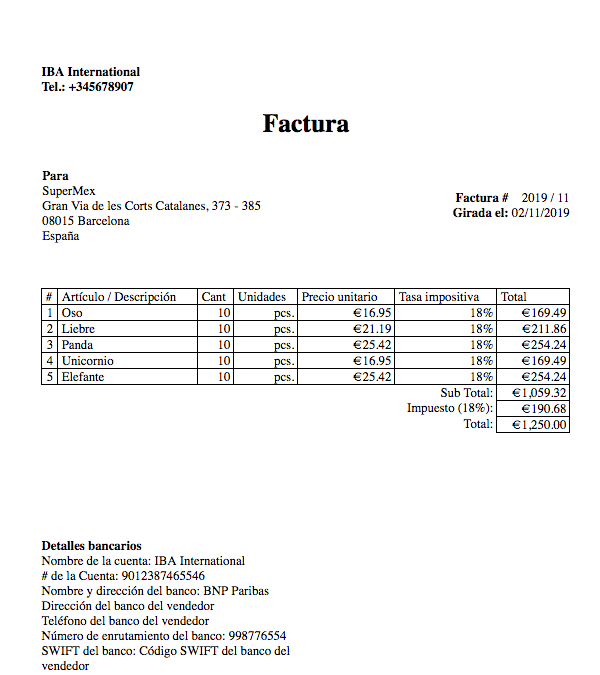 IBA International
Tel.: +345678907
Factura
Para
SuperMex
Gran Via de les Corts Catalanes, 373 - 385
08015 Barcelona
España
Factura # 2019 / 11
Girada el: 02/11/2019
# Artículo / Descripción Cant Unidades Precio unitario Tasa impositiva Total
1 Oso 10 pcs. €16.95 18% €169.49
2 Liebre 10 pcs. €21.19 18% €211.86
3 Panda 10 pcs. €25.42 18% €254.24
4 Unicornio 10 pcs. €16.95 18% €169.49
5 Elefante 10 pcs. €25.42 18% €254.24
Sub Total: €1,059.32
Impuesto (18%): €190.68
Total: €1,250.00
Detalles bancarios
Nombre de la cuenta: IBA International
# de la Cuenta: 9012387465546
Nombre y dirección del banco: BNP Paribas
Dirección del banco del vendedor
Teléfono del banco del vendedor
Número de enrutamiento del banco: 998776554
SWIFT del banco: Código SWIFT del banco del
vendedor